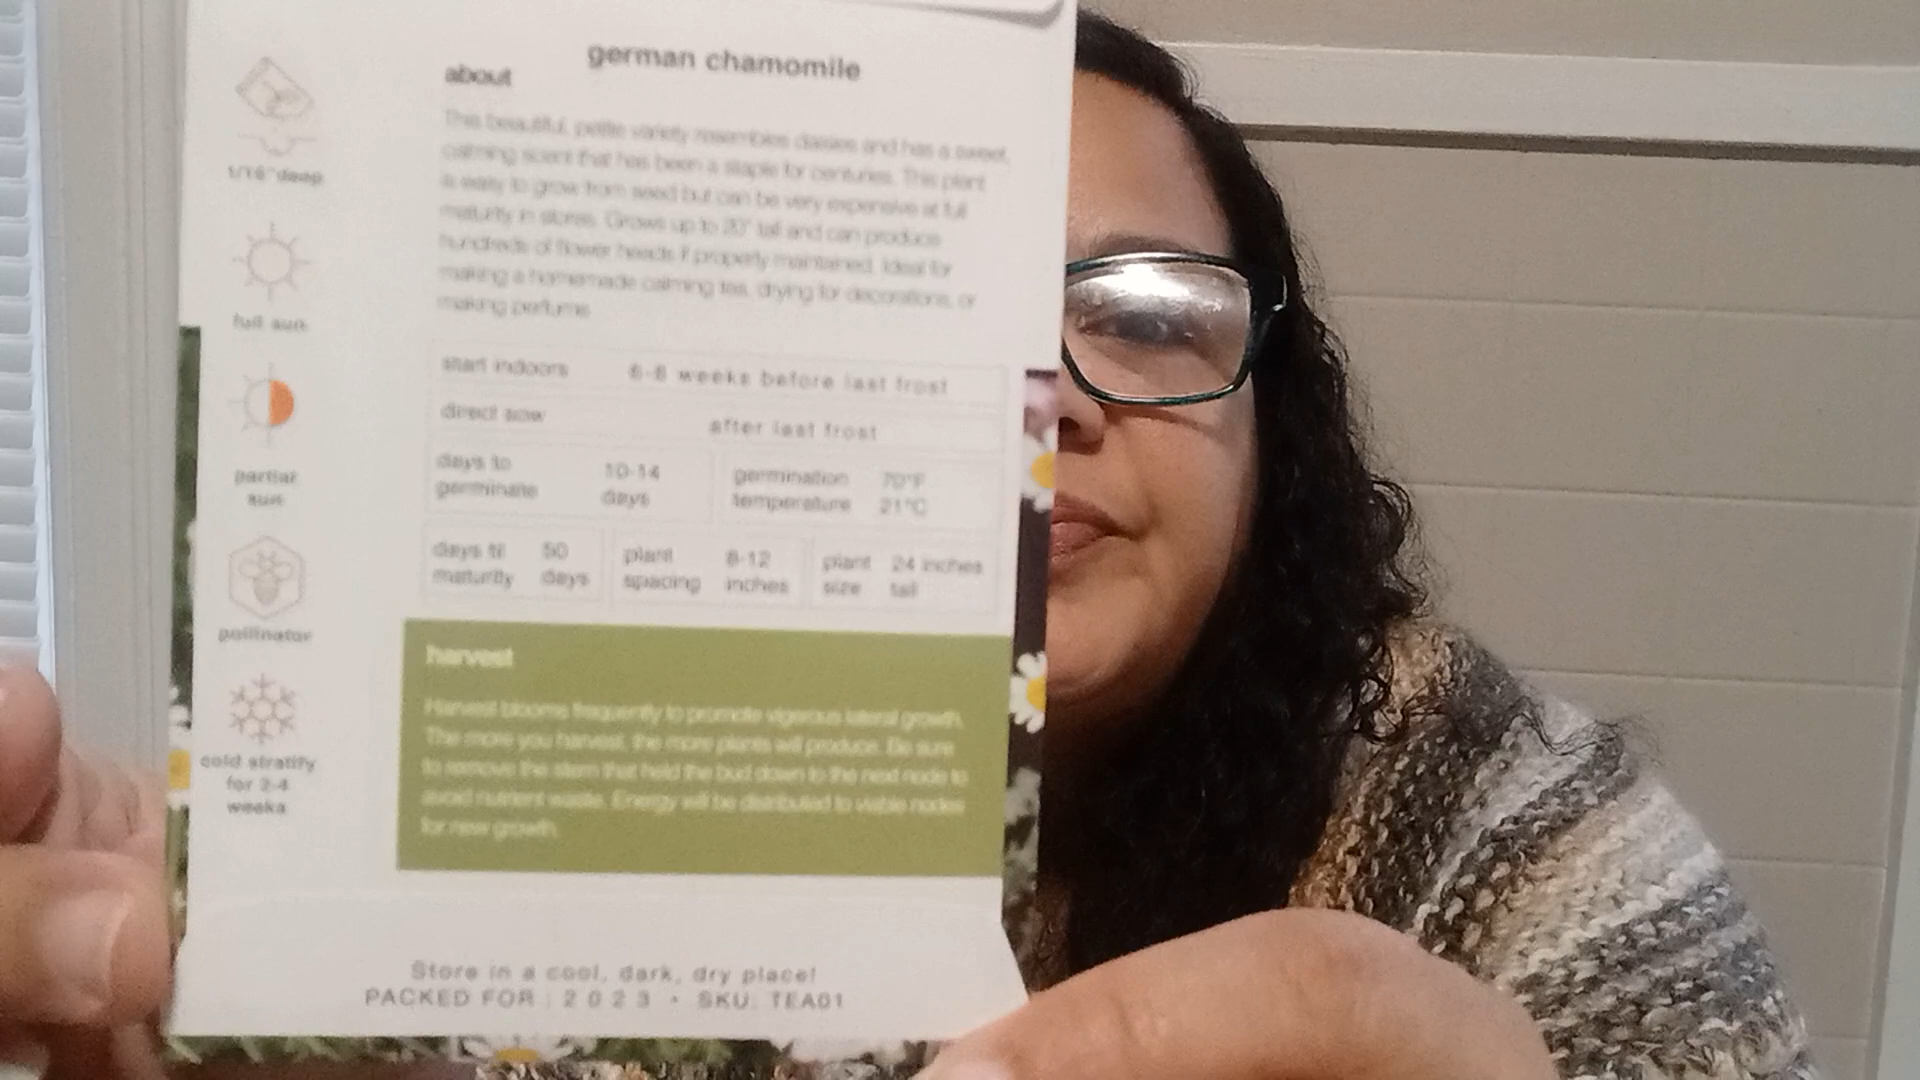 german chamomile
about
This beautiful, petite variety resembles daisies and has a sweet,
calming scent that has been a staple for centuries. This plant
is easy to grow from seed but can be very expensive at full
maturity in stores. Grows up to 20" tall and can produce
hundreds of flower heads if properly maintained. Ideal for
making a homemade calming tea, drying for decorations, or
making perfume.
1/16" deep
full sun
partial
sun
pollinator
cold stratify
for 2-4
weeks
start indoors 6-8 weeks before last frost
direct sow after last frost
days to germinate 10-14 days germination temperature 70°F 21°C
days til maturity 50 days plant spacing 8-12 inches plant size 24 inches tall
harvest
Harvest blooms frequently to promote vigorous lateral growth.
The more you harvest, the more plants will produce. Be sure
to remove the stem that held the bud down to the next node to
avoid nutrient waste. Energy will be distributed to viable nodes
for new growth.
Store in a cool, dark, dry place!
PACKED FOR : 2023 • SKU: TEA01